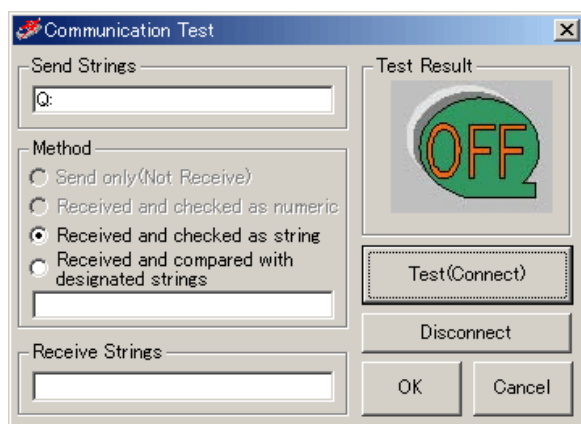 Communication Test
Send Strings
Q:
Method
Send only(Not Receive)
Received and checked as numeric
Received and checked as string
Received and compared with
designated strings
Receive Strings
Test Result
OFF
Test(Connect)
Disconnect
OK
Cancel